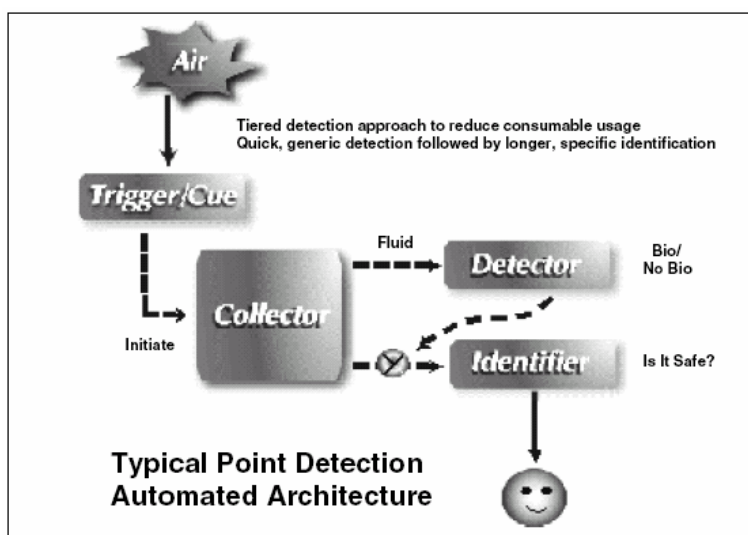 Air
Tiered detection approach to reduce consumable usage
Quick, generic detection followed by longer, specific identification
Trigger/Cue
Fluid
Detector
Bio/
No Bio
Collector
Initiate
Identifier
Is It Safe?
Typical Point Detection
Automated Architecture